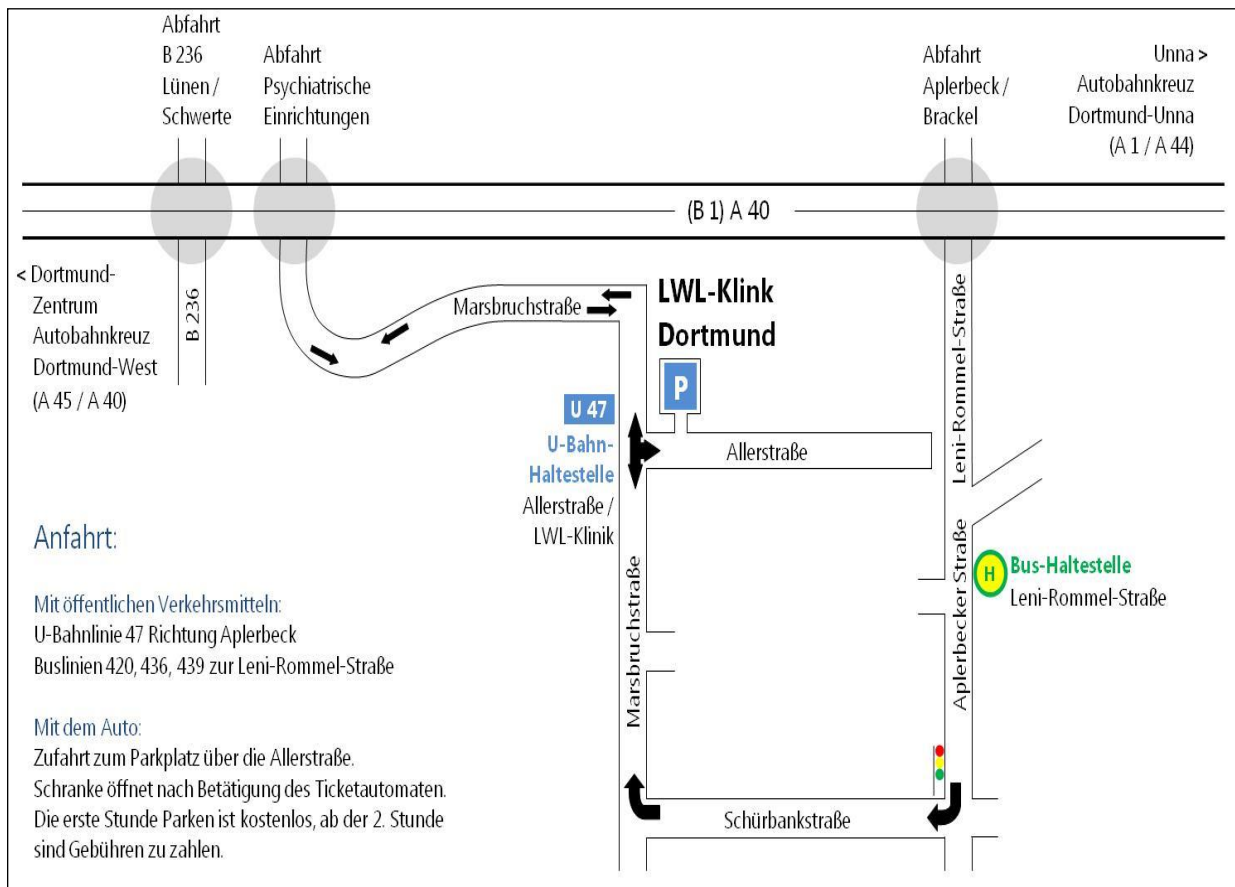 Abfahrt
B 236
Lünen /
Schwerte
Abfahrt
Psychiatrische
Einrichtungen
Abfahrt
Aplerbeck /
Brackel
Unna >
Autobahnkreuz
Dortmund-Unna
(A 1 / A 44)
(B 1) A 40
< Dortmund-
Zentrum
Autobahnkreuz
Dortmund-West
(A 45 / A 40)
B 236
Marsbruchstraße
LWL-Klink
Dortmund
P
U 47
U-Bahn-
Haltestelle
Allerstraße /
LWL-Klinik
Allerstraße
Leni-Rommel-Straße
Aplerbecker Straße
H
Bus-Haltestelle
Leni-Rommel-Straße
Marsbruchstraße
Schürbankstraße
Anfahrt:
Mit öffentlichen Verkehrsmitteln:
U-Bahnlinie 47 Richtung Aplerbeck
Buslinien 420, 436, 439 zur Leni-Rommel-Straße
Mit dem Auto:
Zufahrt zum Parkplatz über die Allerstraße.
Schranke öffnet nach Betätigung des Ticketautomaten.
Die erste Stunde Parken ist kostenlos, ab der 2. Stunde
sind Gebühren zu zahlen.